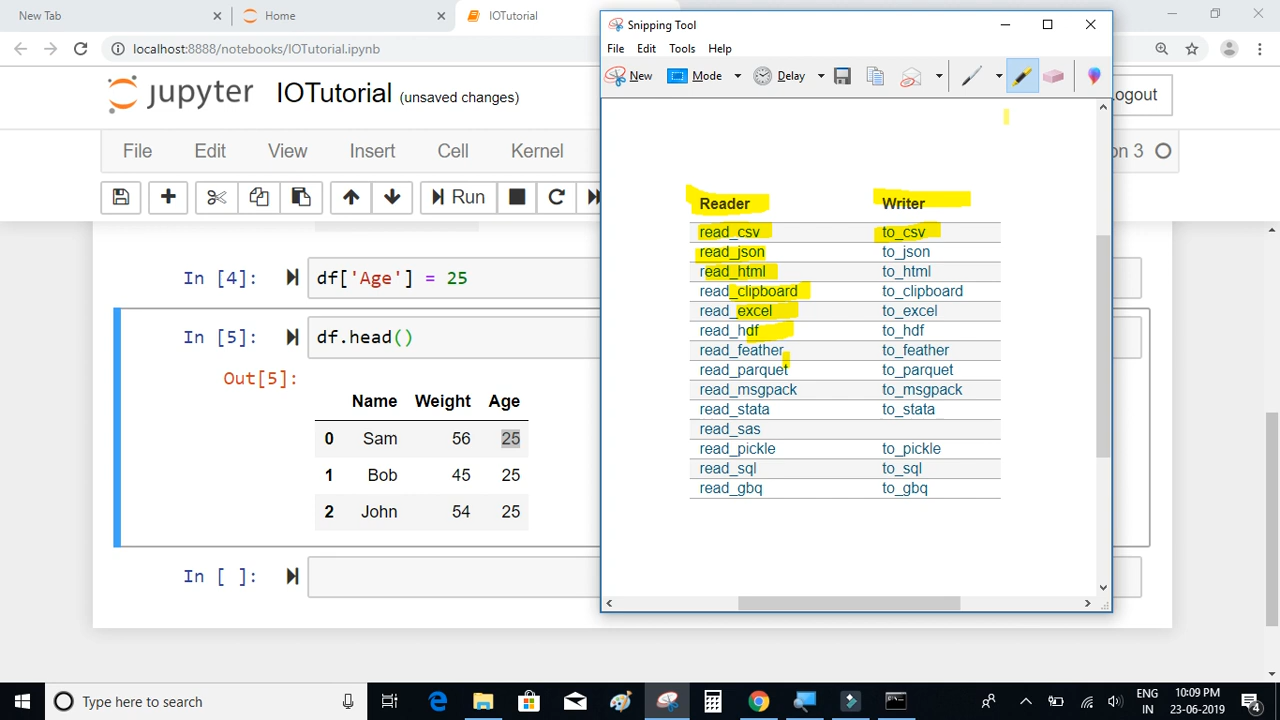 New Tab
Home
IOTutorial
localhost:8888/notebooks/IOTutorial.ipynb
jupyter IOTutorial (unsaved changes)
ogout
File Edit View Insert Cell Kernel
on 3
Run
In [4]: df['Age'] = 25
In [5]: df.head()
Out[5]:
Name Weight Age
0 Sam 56 25
1 Bob 45 25
2 John 54 25
In [ ]:
Snipping Tool
File Edit Tools Help
New Mode Delay
Reader Writer
read_csv to_csv
read_json to_json
read_html to_html
read_clipboard to_clipboard
read_excel to_excel
read_hdf to_hdf
read_feather to_feather
read_parquet to_parquet
read_msgpack to_msgpack
read_stata to_stata
read_sas
read_pickle to_pickle
read_sql to_sql
read_gbq to_gbq
Type here to search
ENG
IN
10:09 PM
23-06-2019
4